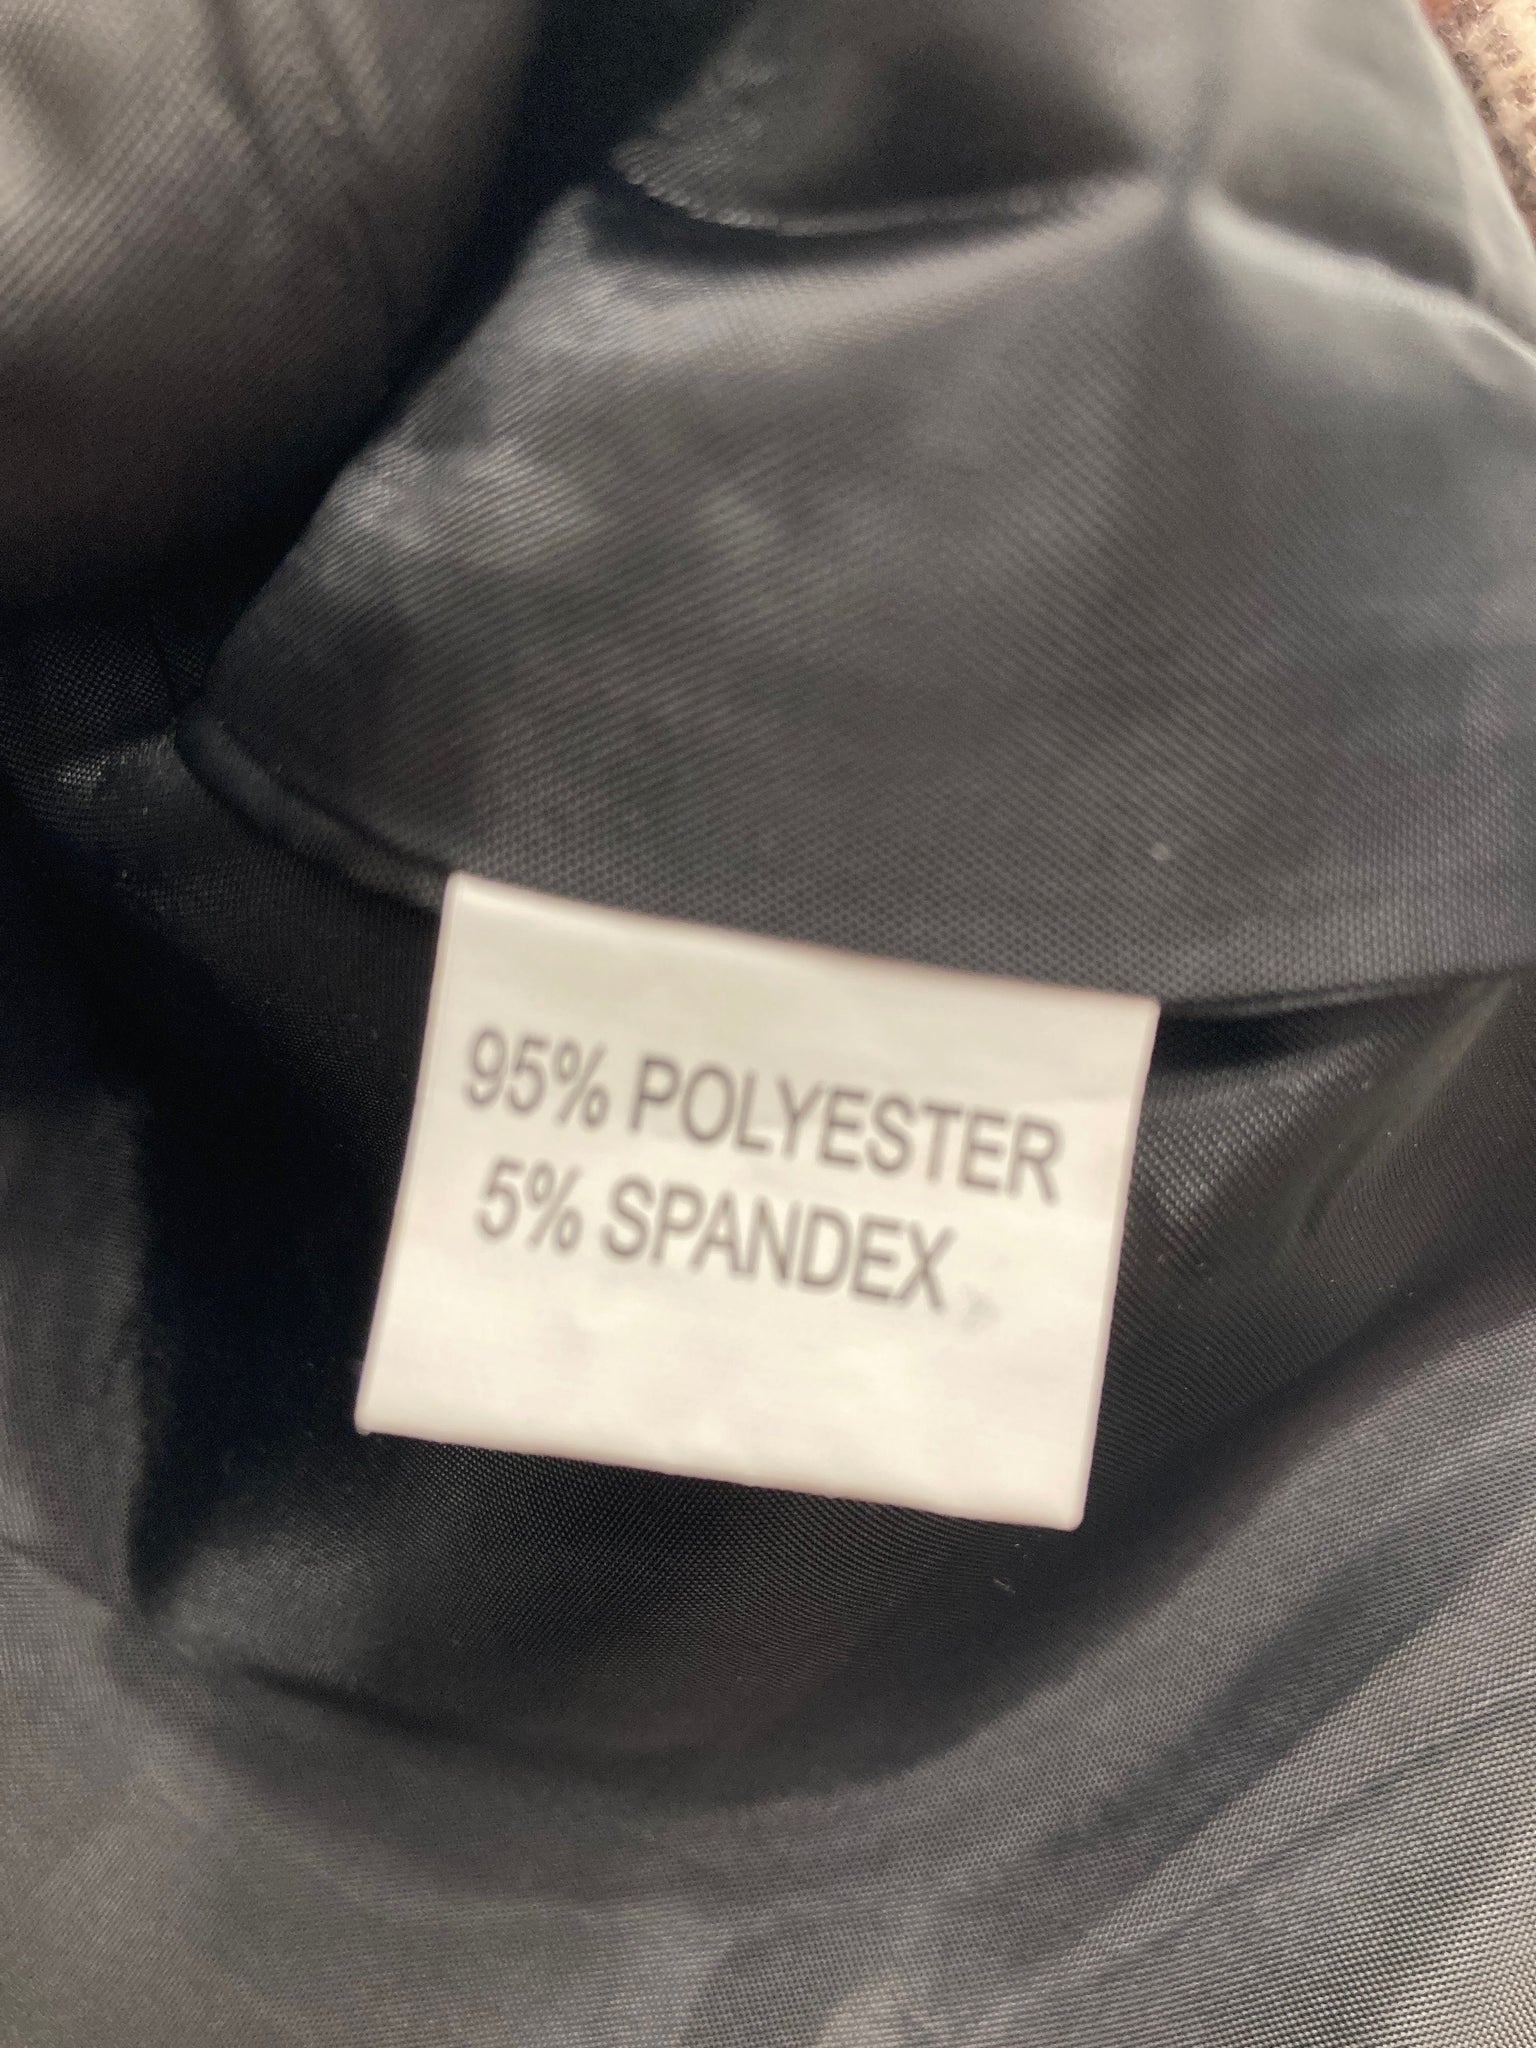 95% POLYESTER
5% SPANDEX